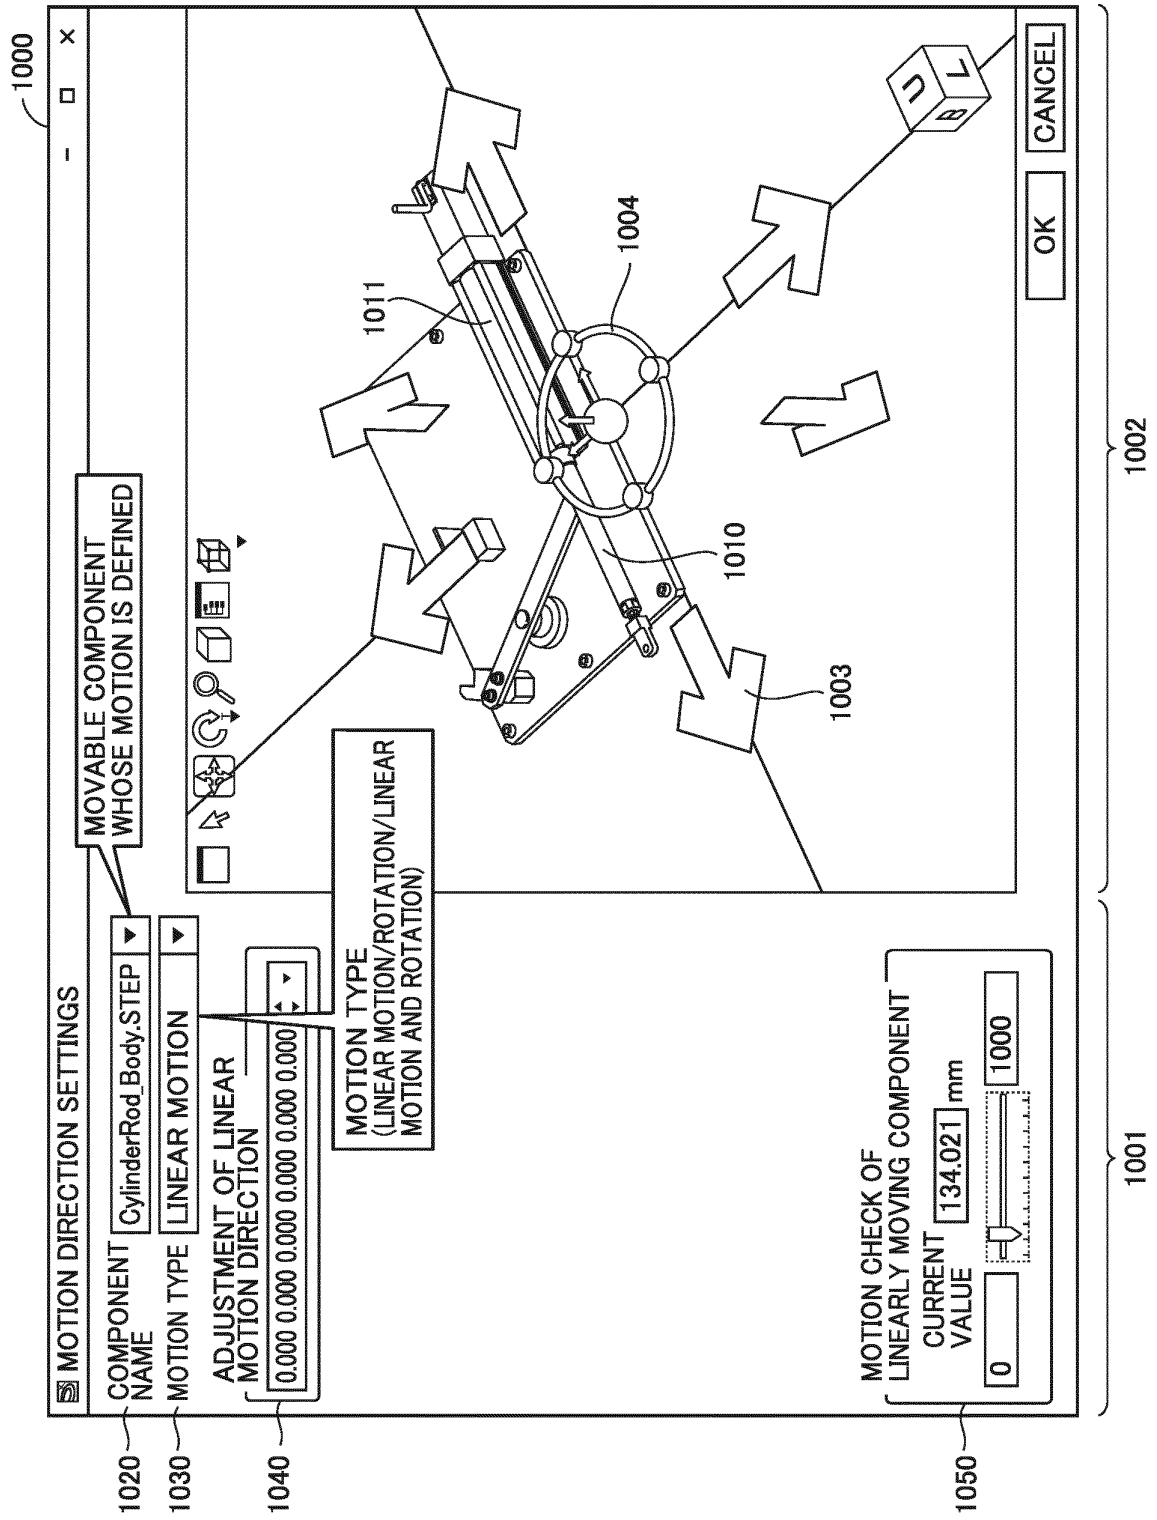 1000
MOTION DIRECTION SETTINGS
1020
COMPONENT
NAME
CylinderRod_Body.STEP
MOVABLE COMPONENT
WHOSE MOTION IS DEFINED
1030
MOTION TYPE
LINEAR MOTION
ADJUSTMENT OF LINEAR
MOTION DIRECTION
1040
0.000 0.000 0.000 0.000 0.000 0.000
MOTION TYPE
(LINEAR MOTION/ROTATION/LINEAR
MOTION AND ROTATION)
1011
1004
1010
1003
U
B
L
1050
MOTION CHECK OF
LINEARLY MOVING COMPONENT
CURRENT
VALUE
134.021
mm
0
1000
OK
CANCEL
1001
1002